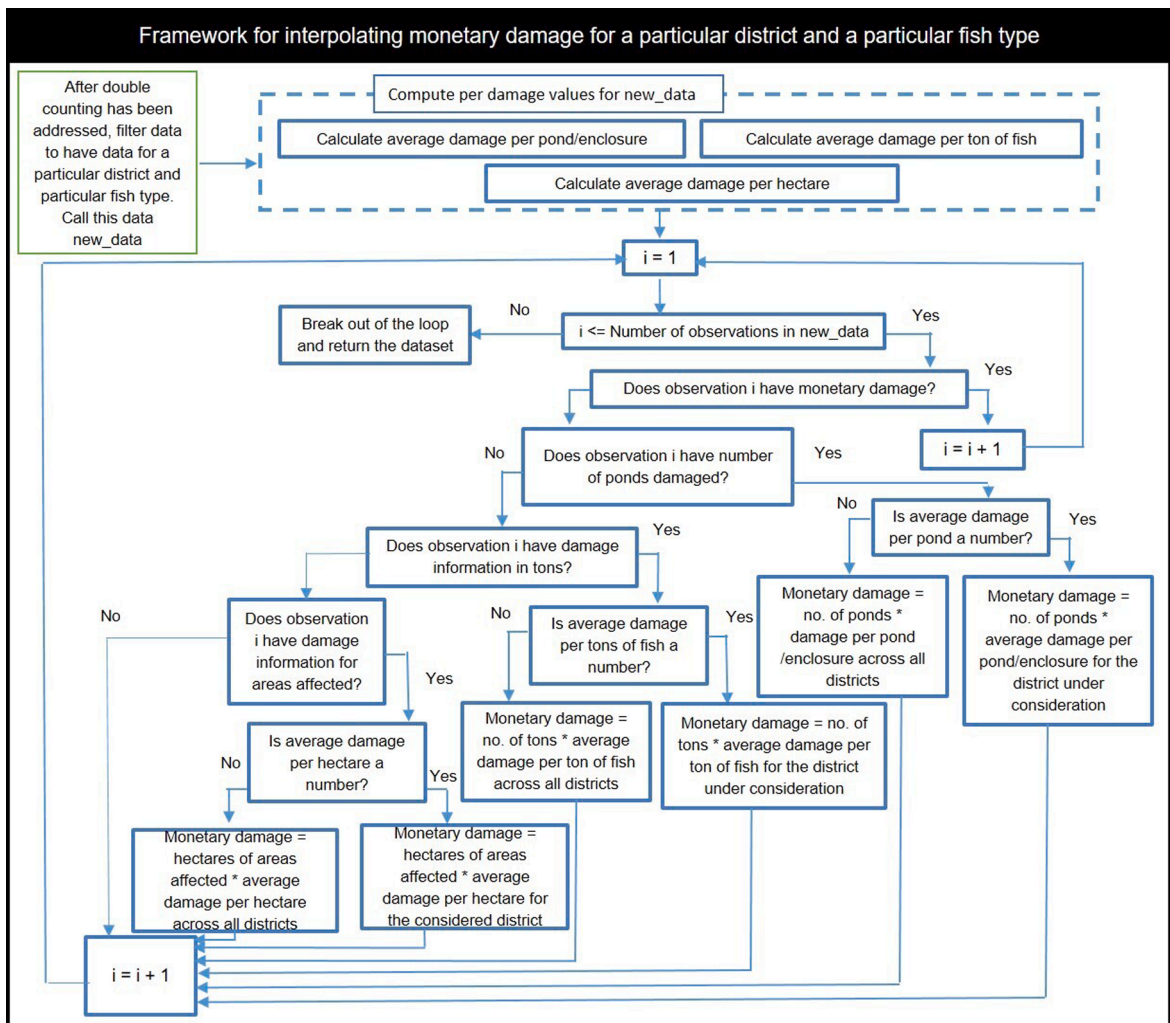 Framework for interpolating monetary damage for a particular district and a particular fish type
After double
counting has been
addressed, filter data
to have data for a
particular district and
particular fish type.
Call this data
new_data
Compute per damage values for new_data
Calculate average damage per pond/enclosure
Calculate average damage per ton of fish
Calculate average damage per hectare
i = 1
No
Yes
Break out of the loop
and return the dataset
i <= Number of observations in new_data
Yes
Does observation i have monetary damage?
i = i + 1
No
Does observation i have number
of ponds damaged?
Yes
No
Is average damage
per pond a number?
Yes
Does observation i have damage
information in tons?
Yes
No
Does observation
i have damage
information for
areas affected?
Yes
No
Is average damage
per tons of fish a
number?
Yes
Monetary damage =
no. of ponds *
damage per pond
/enclosure across all
districts
Monetary damage =
no. of ponds *
average damage per
pond/enclosure for the
district under
consideration
No
Is average damage
per hectare a
number?
Yes
Monetary damage =
no. of tons * average
damage per ton of fish
across all districts
Monetary damage = no. of
tons * average damage per
ton of fish for the district
under consideration
Monetary damage =
hectares of areas
affected * average
damage per hectare
across all districts
Monetary damage =
hectares of areas
affected * average
damage per hectare for
the considered district
i = i + 1